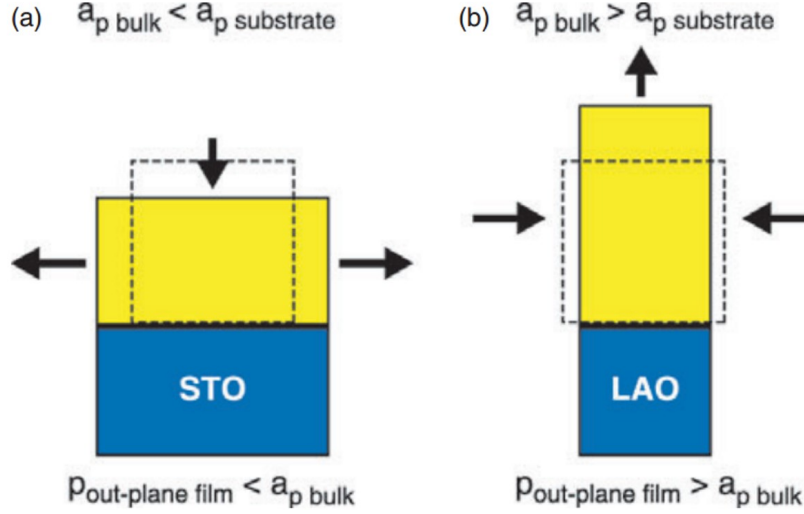 (a)
a_p bulk < a_p substrate
STO
p_out-plane film < a_p bulk
(b)
a_p bulk > a_p substrate
LAO
p_out-plane film > a_p bulk